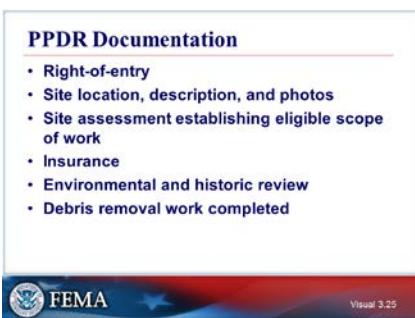 PPDR Documentation
• Right-of-entry
• Site location, description, and photos
• Site assessment establishing eligible scope
of work
• Insurance
• Environmental and historic review
• Debris removal work completed
FEMA
Visual 3.25